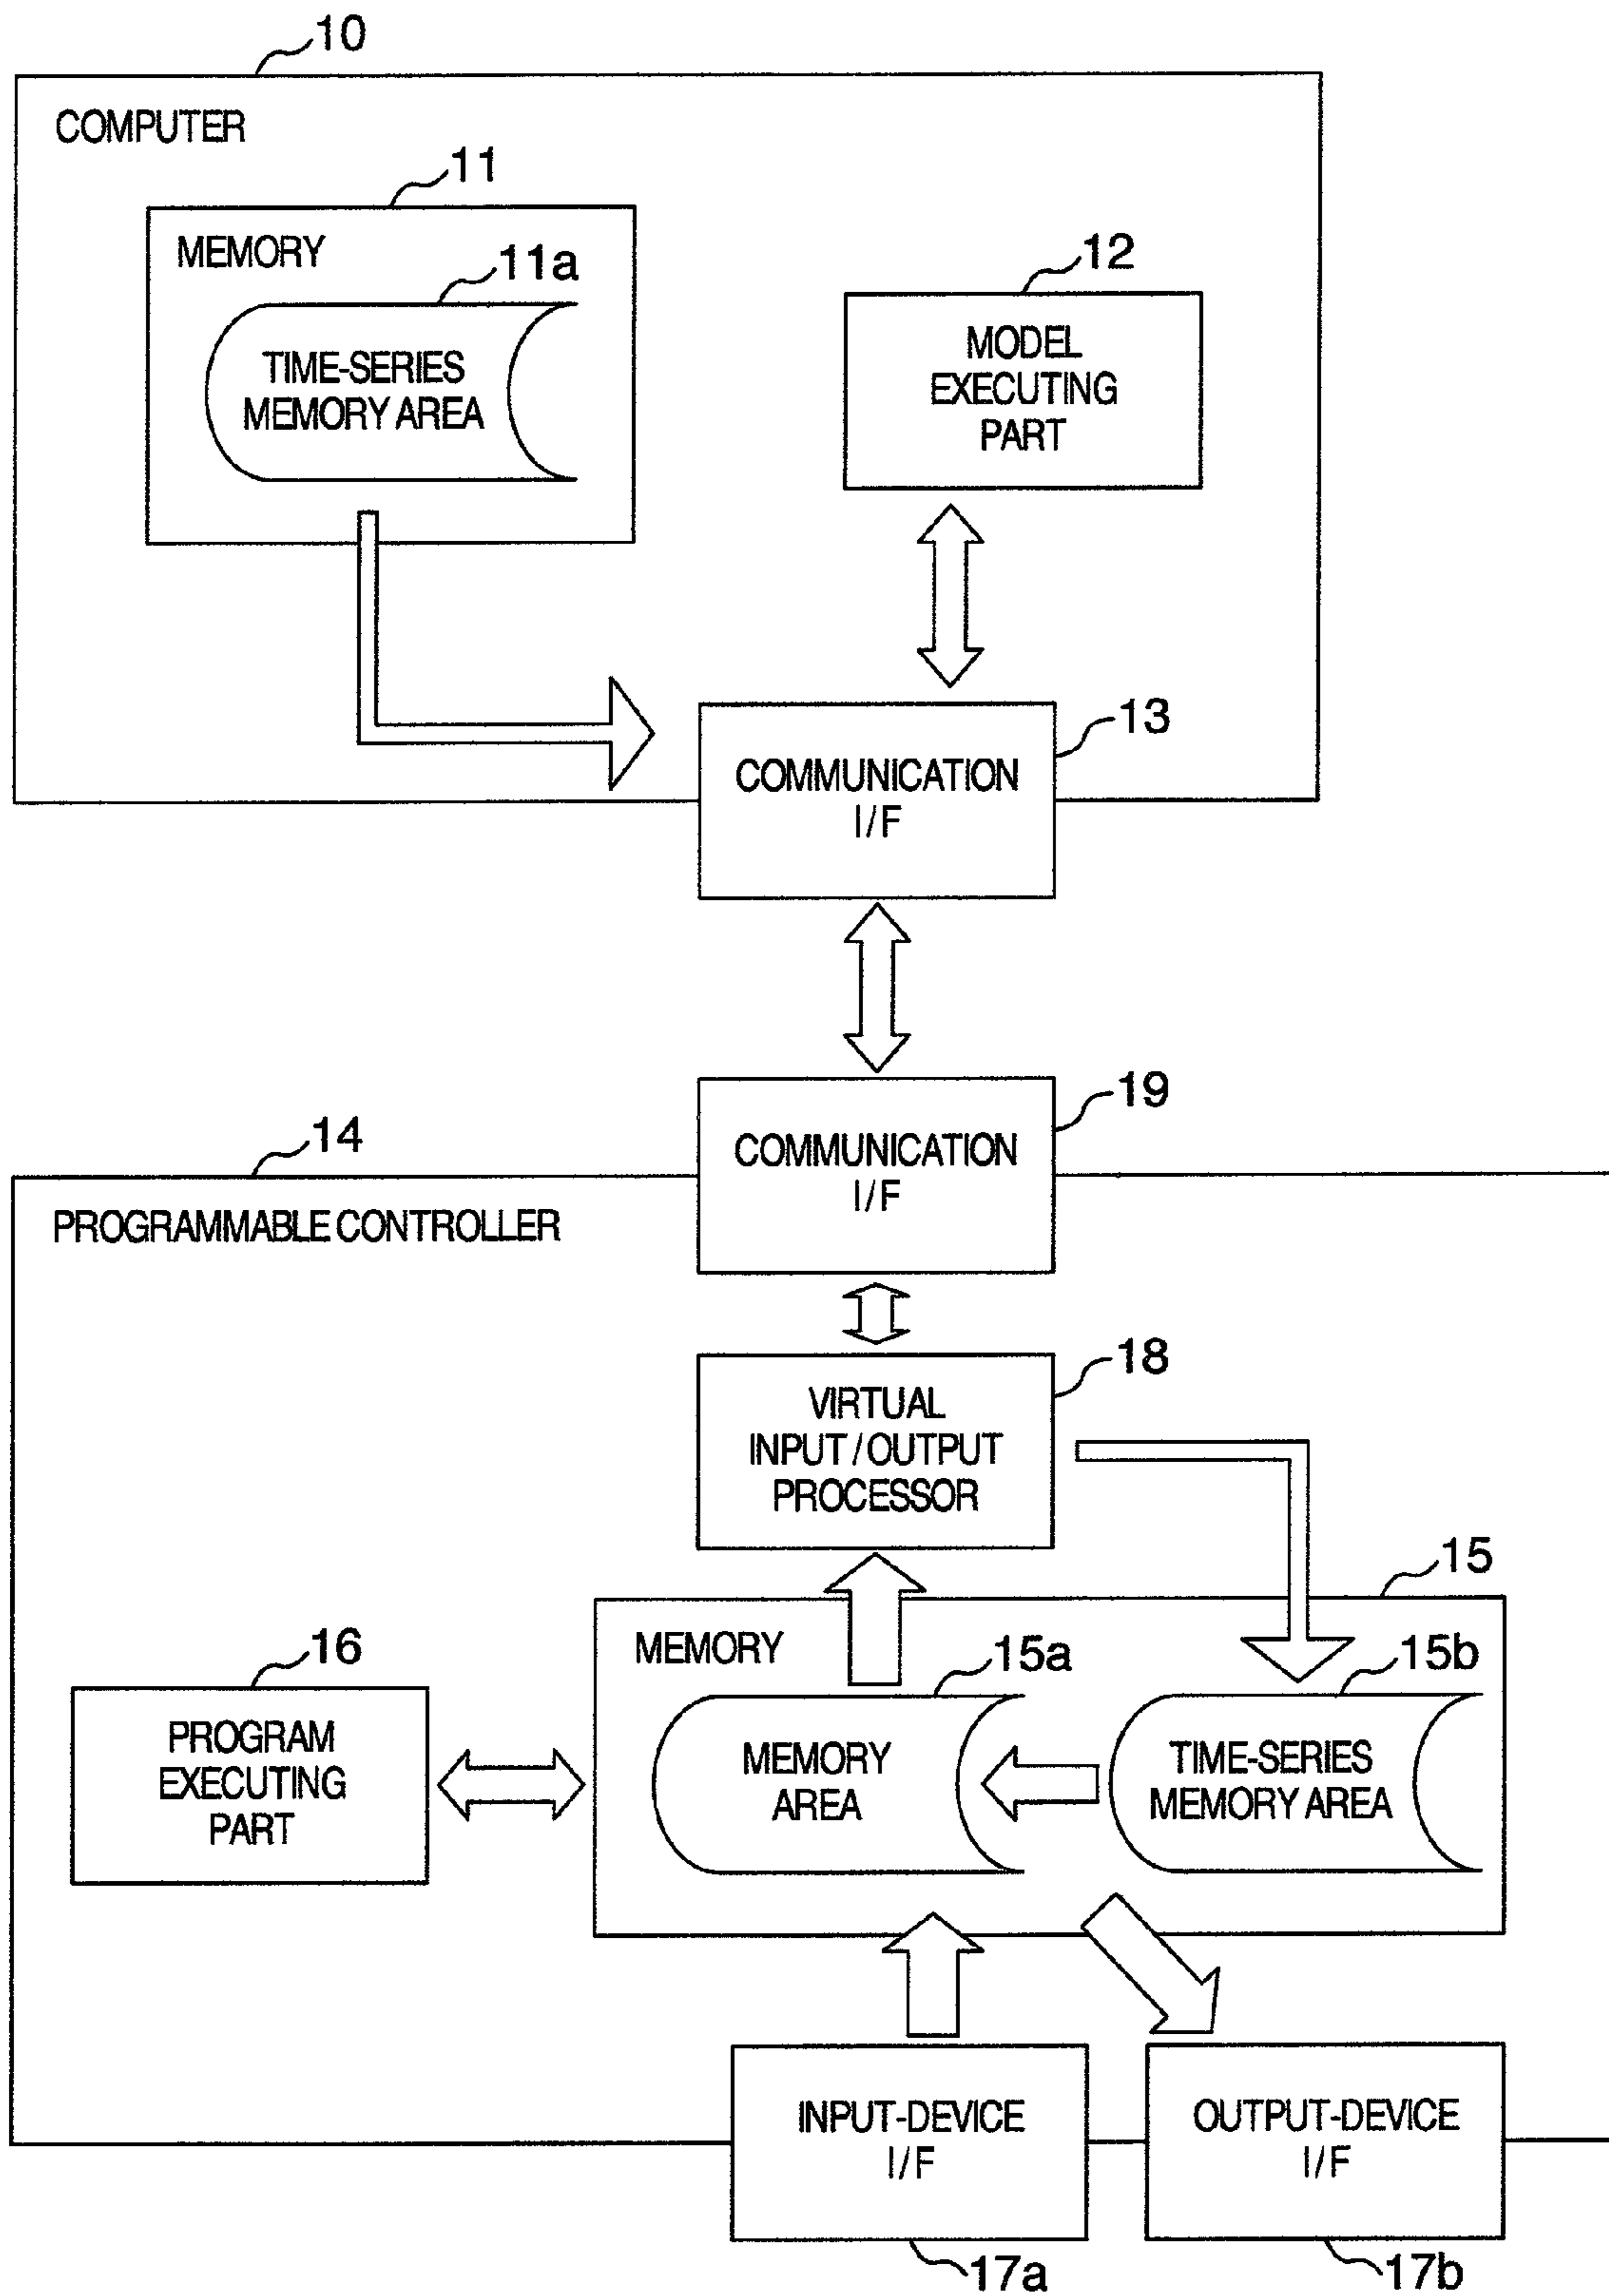 10
COMPUTER
11
MEMORY
11a
TIME-SERIES
MEMORY AREA
12
MODEL
EXECUTING
PART
13
COMMUNICATION
I/F
19
COMMUNICATION
I/F
14
PROGRAMMABLE CONTROLLER
18
VIRTUAL
INPUT/OUTPUT
PROCESSOR
15
MEMORY
15a
MEMORY
AREA
15b
TIME-SERIES
MEMORY AREA
16
PROGRAM
EXECUTING
PART
INPUT-DEVICE
I/F
17a
OUTPUT-DEVICE
I/F
17b